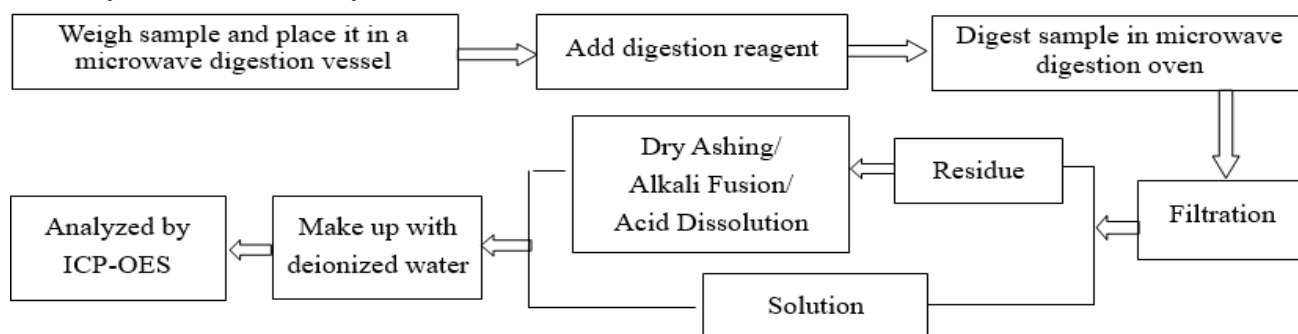 Weigh sample and place it in a
microwave digestion vessel
Add digestion reagent
Digest sample in microwave
digestion oven
Filtration
Residue
Dry Ashing/
Alkali Fusion/
Acid Dissolution
Solution
Make up with
deionized water
Analyzed by
ICP-OES